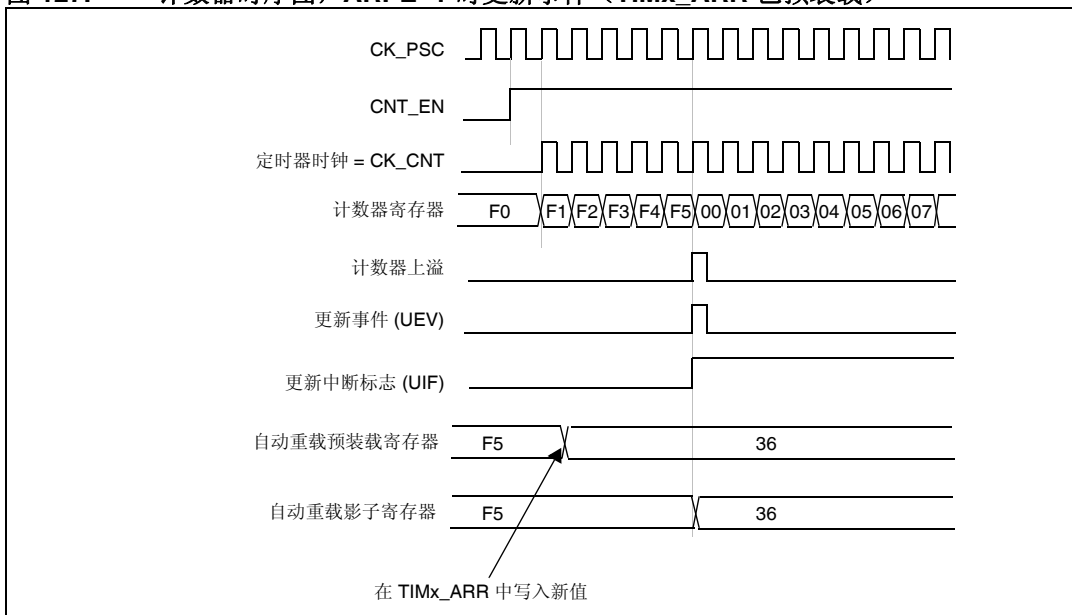 CK_PSC
CNT_EN
定时器时钟 = CK_CNT
计数器寄存器 F0 F1 F2 F3 F4 F5 00 01 02 03 04 05 06 07
计数器上溢
更新事件 (UEV)
更新中断标志 (UIF)
自动重载预装载寄存器 F5 36
自动重载影子寄存器 F5 36
在 TIMx_ARR 中写入新值